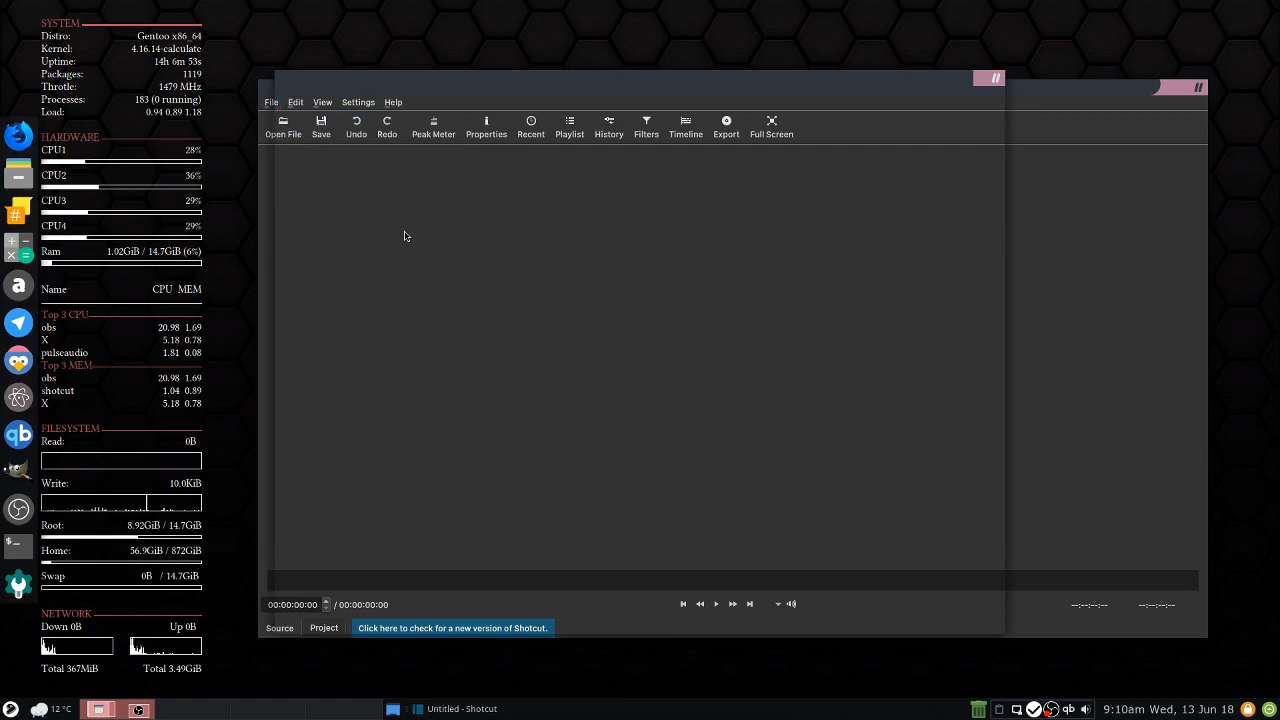 SYSTEM
Distro: Gentoo x86_64
Kernel: 4.16.14-calculate
Uptime: 14h 6m 53s
Packages: 1119
Throttle: 1479 MHz
Processes: 183 (0 running)
Load: 0.94 0.89 1.18
HARDWARE
CPU1 28%
CPU2 36%
CPU3 29%
CPU4 29%
Ram 1.02GiB / 14.7GiB (6%)
Name CPU MEM
Top 3 CPU
obs 20.98 1.69
X 5.18 0.78
pulseaudio 1.81 0.08
Top 3 MEM
obs 20.98 1.69
shotcut 1.04 0.89
X 5.18 0.78
FILESYSTEM
Read: 0B
Write: 10.0KiB
Root: 8.92GiB / 14.7GiB
Home: 56.9GiB / 872GiB
Swap 0B / 14.7GiB
NETWORK
Down 0B Up 0B
Total 367MiB Total 3.49GiB
File Edit View Settings Help
Open File Save Undo Redo Peak Meter Properties Recent Playlist History Filters Timeline Export Full Screen
00:00:00:00 / 00:00:00:00 --:--:--:-- --:--:--:--
Source Project Click here to check for a new version of Shotcut.
12 °C Untitled - Shotcut qb 9:10am Wed, 13 Jun 18